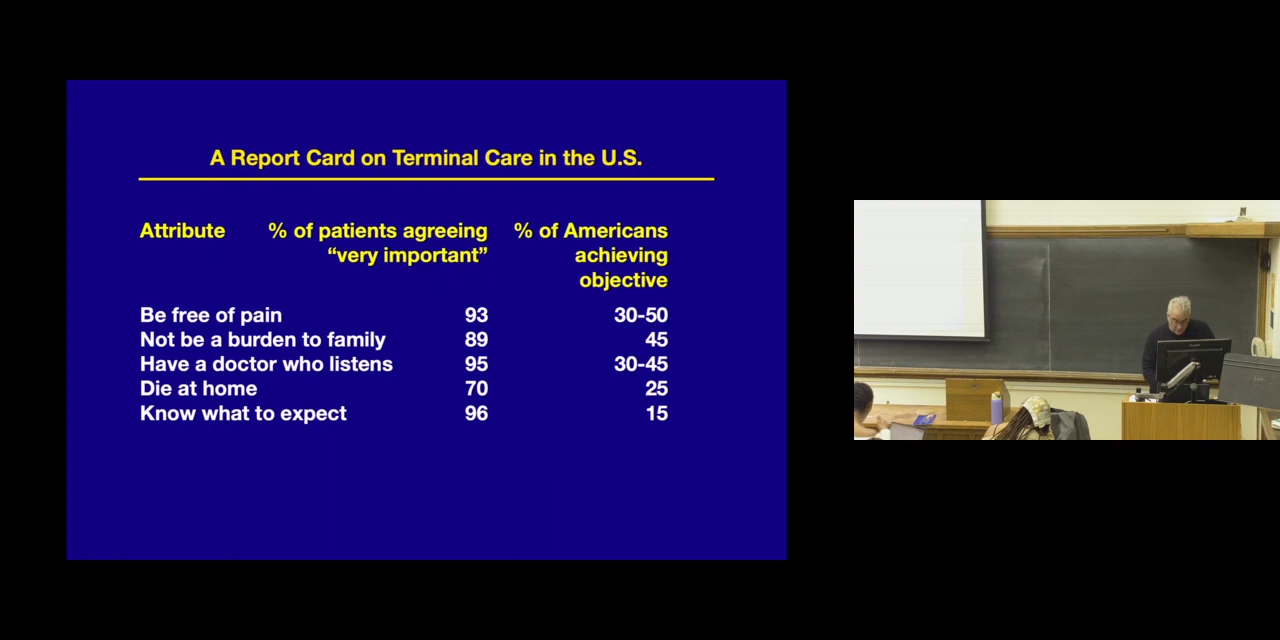 A Report Card on Terminal Care in the U.S.
Attribute % of patients agreeing “very important” % of Americans achieving objective
Be free of pain 93 30-50
Not be a burden to family 89 45
Have a doctor who listens 95 30-45
Die at home 70 25
Know what to expect 96 15